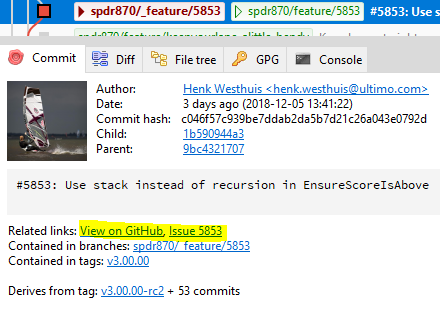 spdr870/_feature/5853 spdr870/feature/5853 #5853: Use st
Commit Diff File tree GPG Console
Author: Henk Westhuis <henk.westhuis@ultimo.com>
Date: 3 days ago (2018-12-05 13:41:22)
Commit hash: c046f57c939be7ddab2da5b7d21c26a043e0792d
Child: 1b590944a3
Parent: 9bc4321707
#5853: Use stack instead of recursion in EnsureScoreIsAbove
Related links: View on GitHub, Issue 5853
Contained in branches: spdr870/_feature/5853
Contained in tags: v3.00.00
Derives from tag: v3.00.00-rc2 + 53 commits